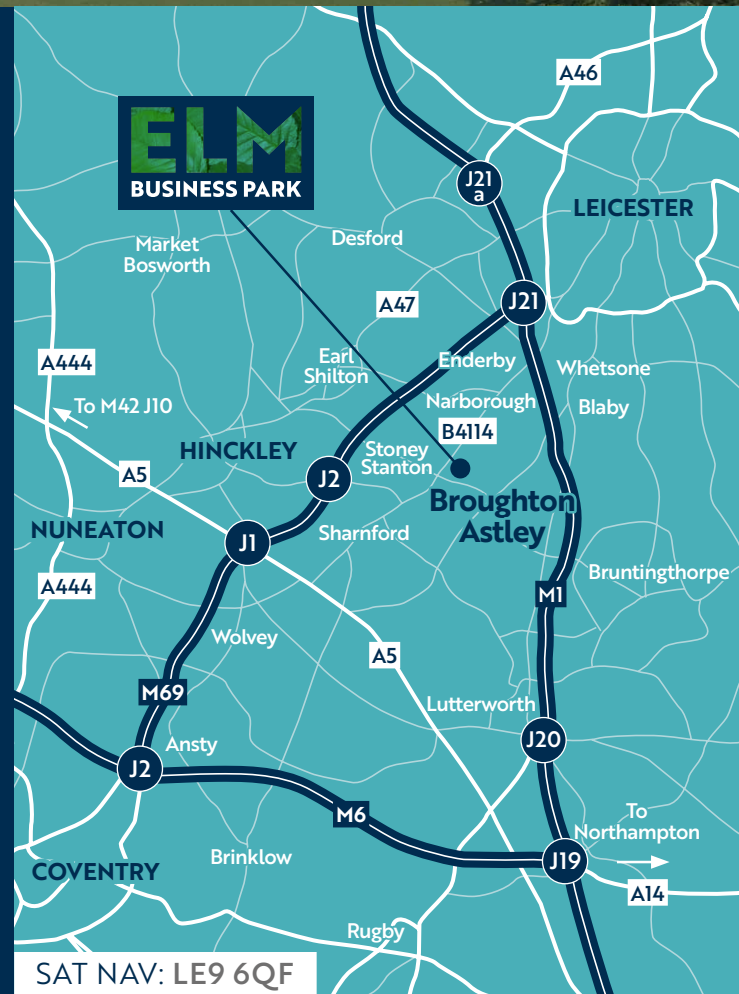 A46
J21
a
ELM
BUSINESS PARK
LEICESTER
Market
Bosworth
Desford
A47
J21
A444
Earl
Shilton
Enderby
Whetsone
To M42 J10
Narborough
Blaby
HINCKLEY
B4114
Stoney
Stanton
A5
J2
Broughton
Astley
NUNEATON
J1
Sharnford
A444
Bruntingthorpe
M1
Wolvey
A5
M69
Lutterworth
Ansty
J20
J2
M6
To
Northampton
Brinklow
COVENTRY
J19
A14
Rugby
SAT NAV: LE9 6QF